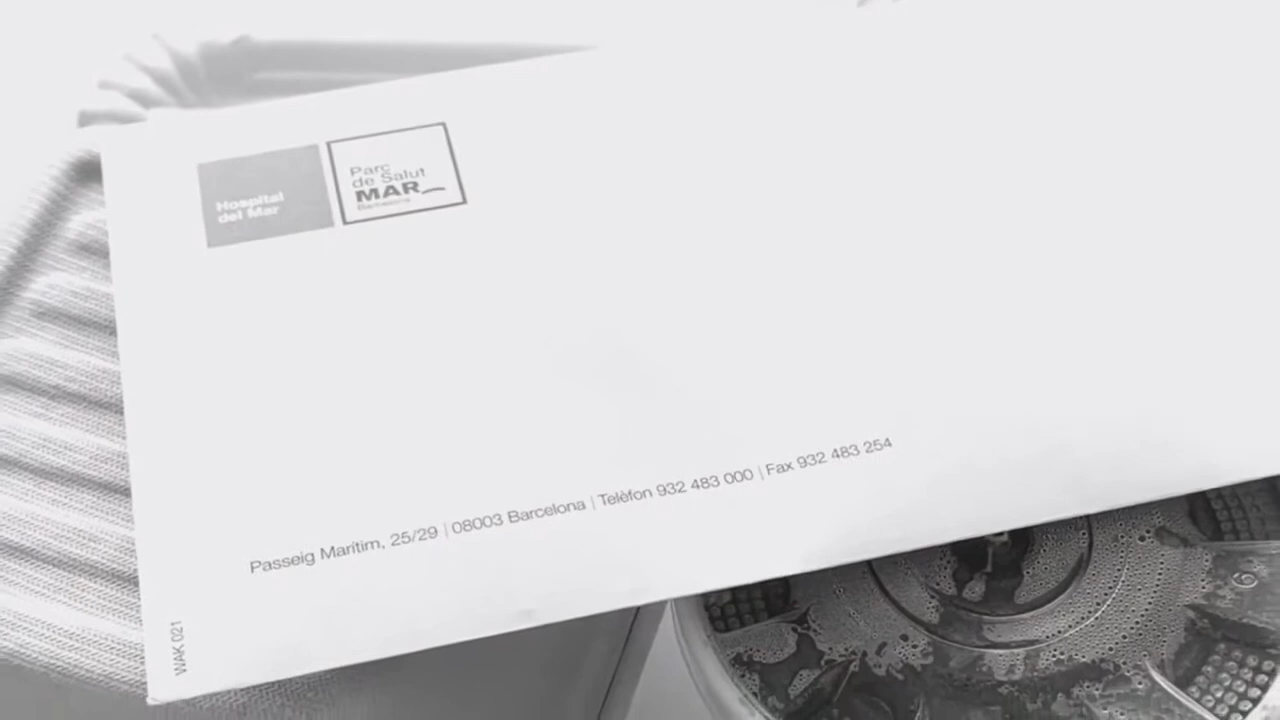 Hospital
del Mar
Parc
de Salut
MAR
Barcelona
Passeig Marítim, 25/29 | 08003 Barcelona | Telèfon 932 483 000 | Fax 932 483 254
WAK 021